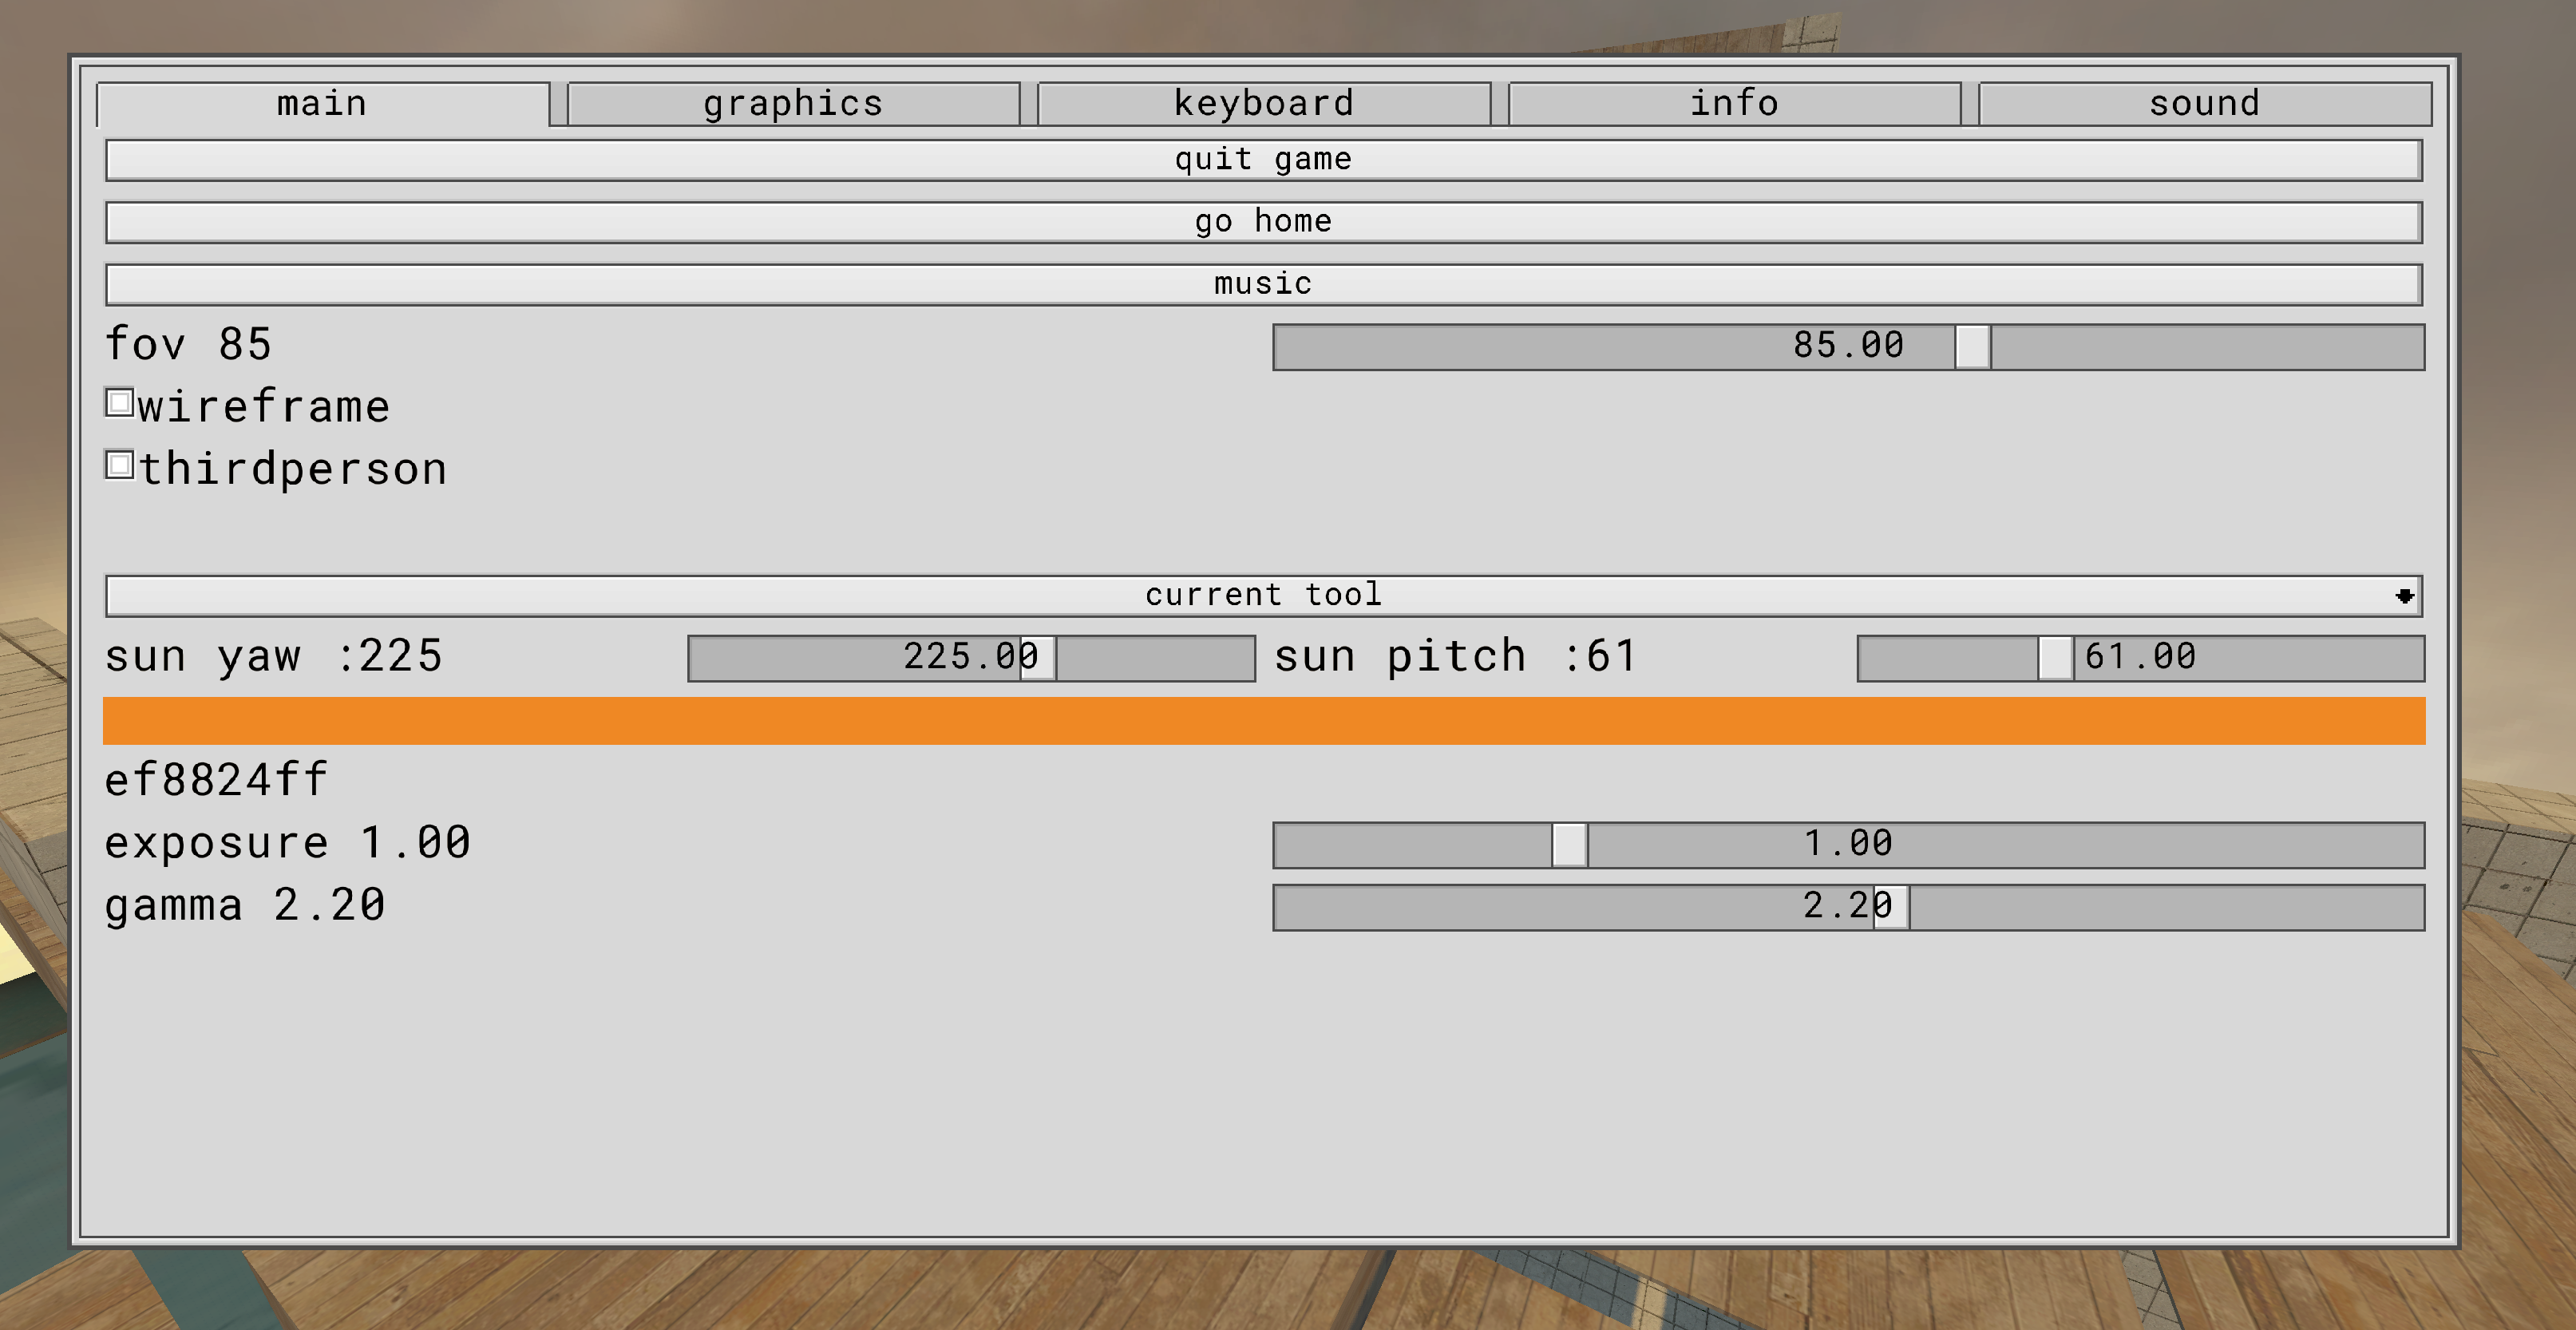 main graphics keyboard info sound
quit game
go home
music
fov 85 85.00
wireframe
thirdperson
current tool
sun yaw :225 225.00 sun pitch :61 61.00
ef8824ff
exposure 1.00 1.00
gamma 2.20 2.20